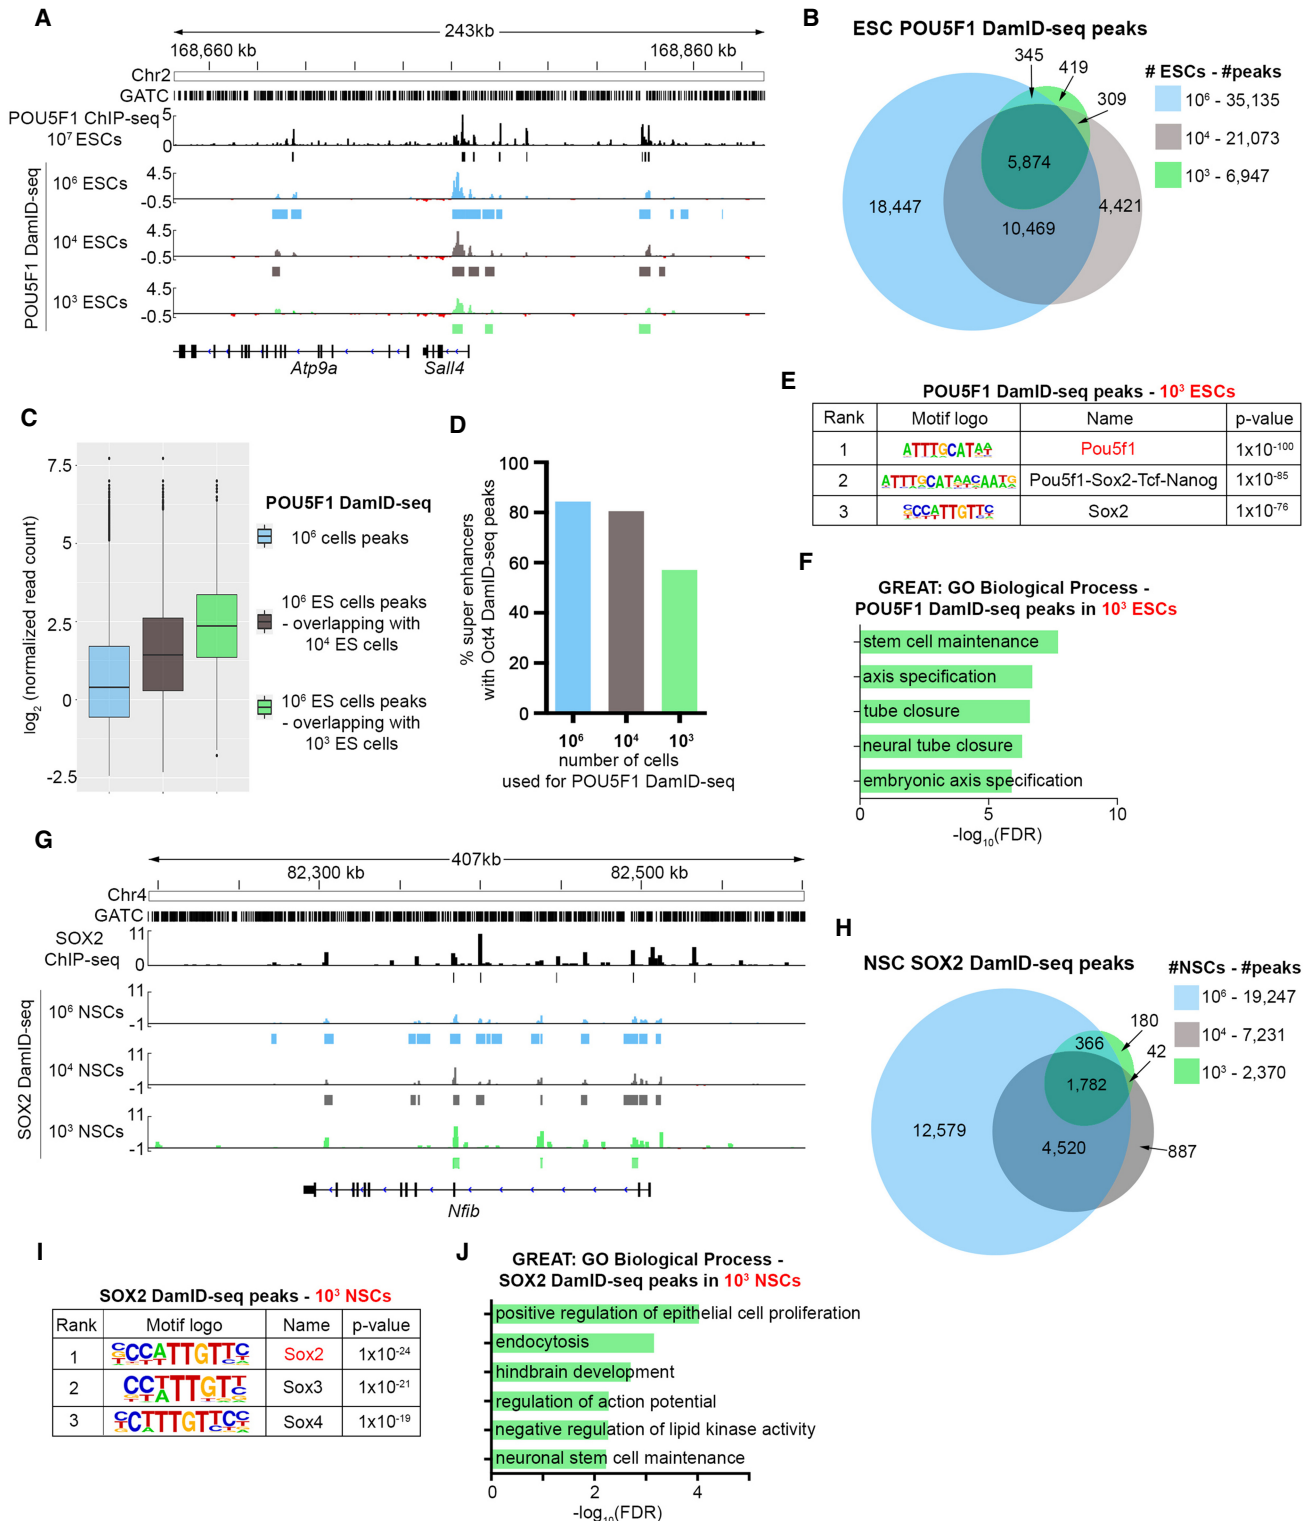 A
243kb
168,660 kb
168,860 kb
Chr2
GATC
POU5F1 ChIP-seq
10⁷ ESCs
5
0
POU5F1 DamID-seq
10⁶ ESCs
4.5
-0.5
10⁴ ESCs
4.5
-0.5
10³ ESCs
4.5
-0.5
Atp9a
Sall4
B
ESC POU5F1 DamID-seq peaks
345
419
309
5,874
18,447
4,421
10,469
# ESCs - #peaks
10⁶ - 35,135
10⁴ - 21,073
10³ - 6,947
C
log₂ (normalized read count)
7.5
5
2.5
0
-2.5
POU5F1 DamID-seq
10⁶ cells peaks
10⁶ ES cells peaks
- overlapping with
10⁴ ES cells
10⁶ ES cells peaks
- overlapping with
10³ ES cells
D
% super enhancers
with Oct4 DamID-seq peaks
100
80
60
40
20
0
10⁶
10⁴
10³
number of cells
used for POU5F1 DamID-seq
E
POU5F1 DamID-seq peaks - 10³ ESCs
Rank Motif logo Name p-value
1 ATTTGCATAA Pou5f1 1x10⁻¹⁰⁰
2 ATTTGCATAACAATG Pou5f1-Sox2-Tcf-Nanog 1x10⁻⁸⁵
3 CCCATTGTTC Sox2 1x10⁻⁷⁶
F
GREAT: GO Biological Process -
POU5F1 DamID-seq peaks in 10³ ESCs
stem cell maintenance
axis specification
tube closure
neural tube closure
embryonic axis specification
0
5
10
-log₁₀(FDR)
G
407kb
82,300 kb
82,500 kb
Chr4
GATC
SOX2
ChIP-seq
11
0
SOX2 DamID-seq
10⁶ NSCs
11
-1
10⁴ NSCs
11
-1
10³ NSCs
11
-1
Nfib
H
NSC SOX2 DamID-seq peaks
180
366
42
1,782
12,579
4,520
887
#NSCs - #peaks
10⁶ - 19,247
10⁴ - 7,231
10³ - 2,370
I
SOX2 DamID-seq peaks - 10³ NSCs
Rank Motif logo Name p-value
1 CCCATTGTTC Sox2 1x10⁻²⁴
2 CCTTTGTT Sox3 1x10⁻²¹
3 CCTTTGTTCC Sox4 1x10⁻¹⁹
J
GREAT: GO Biological Process -
SOX2 DamID-seq peaks in 10³ NSCs
positive regulation of epithelial cell proliferation
endocytosis
hindbrain development
regulation of action potential
negative regulation of lipid kinase activity
neuronal stem cell maintenance
0
2
4
-log₁₀(FDR)